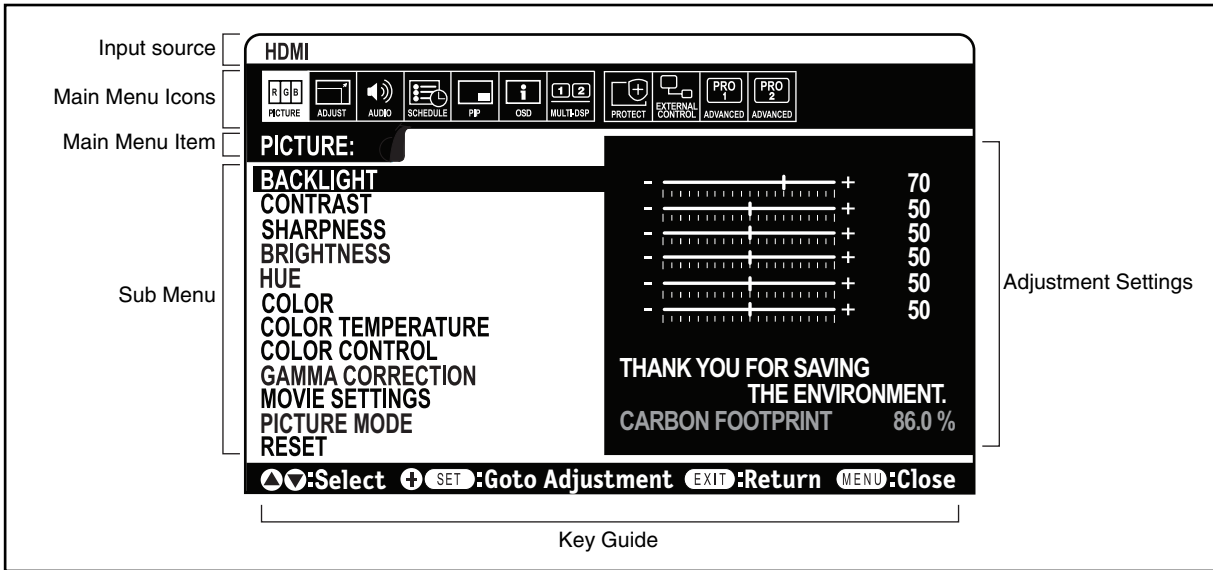 Input source
HDMI
Main Menu Icons
R G B PICTURE
ADJUST
AUDIO
SCHEDULE
PIP
i OSD
1 2 MULTI-DSP
PROTECT
EXTERNAL CONTROL
PRO 1 ADVANCED
PRO 2 ADVANCED
Main Menu Item
PICTURE:
Sub Menu
BACKLIGHT - + 70
CONTRAST - + 50
SHARPNESS - + 50
BRIGHTNESS - + 50
HUE - + 50
COLOR - + 50
COLOR TEMPERATURE
COLOR CONTROL
GAMMA CORRECTION
MOVIE SETTINGS
PICTURE MODE
RESET
THANK YOU FOR SAVING
THE ENVIRONMENT.
CARBON FOOTPRINT 86.0 %
Adjustment Settings
:Select + SET :Goto Adjustment EXIT :Return MENU :Close
Key Guide